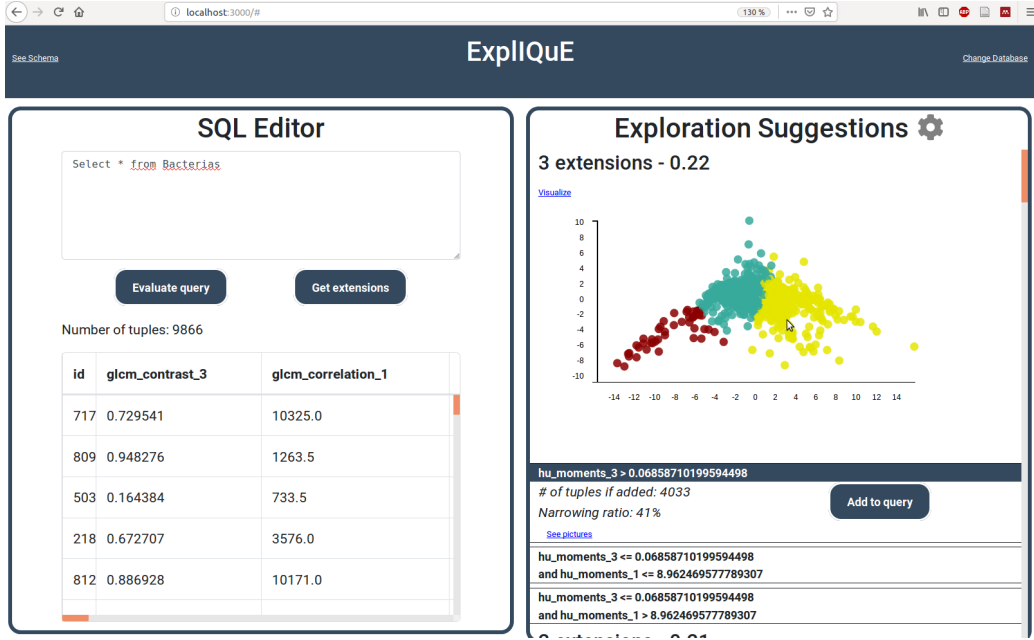 localhost:3000/#
130 %
ABP
See Schema
ExplIQuE
Change Database
SQL Editor
Select * from Bacterias
Evaluate query
Get extensions
Number of tuples: 9866
id glcm_contrast_3 glcm_correlation_1
717 0.729541 10325.0
809 0.948276 1263.5
503 0.164384 733.5
218 0.672707 3576.0
812 0.886928 10171.0
Exploration Suggestions
3 extensions - 0.22
Visualize
10
8
6
4
2
0
-2
-4
-6
-8
-10
-14 -12 -10 -8 -6 -4 -2 0 2 4 6 8 10 12 14
hu_moments_3 > 0.06858710199594498
# of tuples if added: 4033
Narrowing ratio: 41%
Add to query
See pictures
hu_moments_3 <= 0.06858710199594498
and hu_moments_1 <= 8.962469577789307
hu_moments_3 <= 0.06858710199594498
and hu_moments_1 > 8.962469577789307